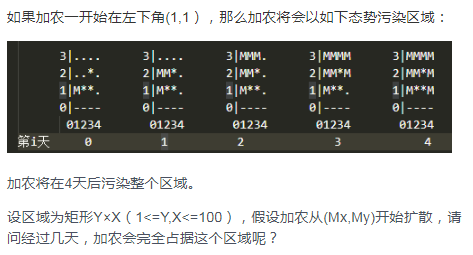 如果加农一开始在左下角(1,1），那么加农将会以如下态势污染区域：
3|.... 3|.... 3|MMM. 3|MMMM 3|MMMM
2|..*. 2|MM*. 2|MM*. 2|MM*M 2|MM*M
1|M**. 1|M**. 1|M**. 1|M**. 1|M**M
0|---- 0|---- 0|---- 0|---- 0|----
01234 01234 01234 01234 01234
第i天 0 1 2 3 4
加农将在4天后污染整个区域。
设区域为矩形Y×X（1<=Y,X<=100），假设加农从(Mx,My)开始扩散，请
问经过几天，加农会完全占据这个区域呢？